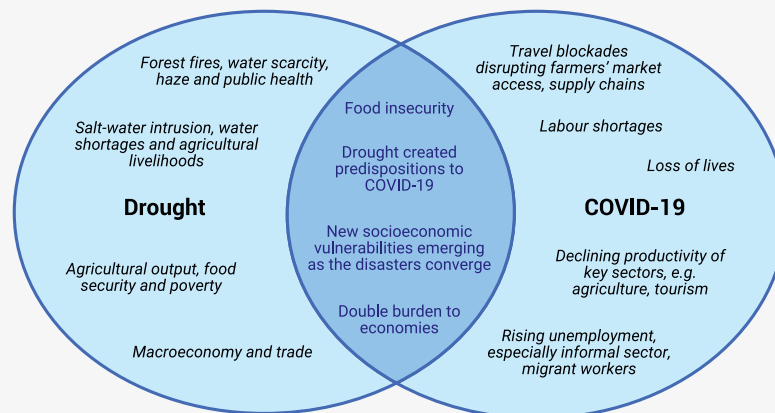 Forest fires, water scarcity,
haze and public health
Salt-water intrusion, water
shortages and agricultural
livelihoods
Drought
Agricultural output, food
security and poverty
Macroeconomy and trade
Food insecurity
Drought created
predispositions to
COVID-19
New socioeconomic
vulnerabilities emerging
as the disasters converge
Double burden to
economies
Travel blockades
disrupting farmers’ market
access, supply chains
Labour shortages
Loss of lives
COVID-19
Declining productivity of
key sectors, e.g.
agriculture, tourism
Rising unemployment,
especially informal sector,
migrant workers